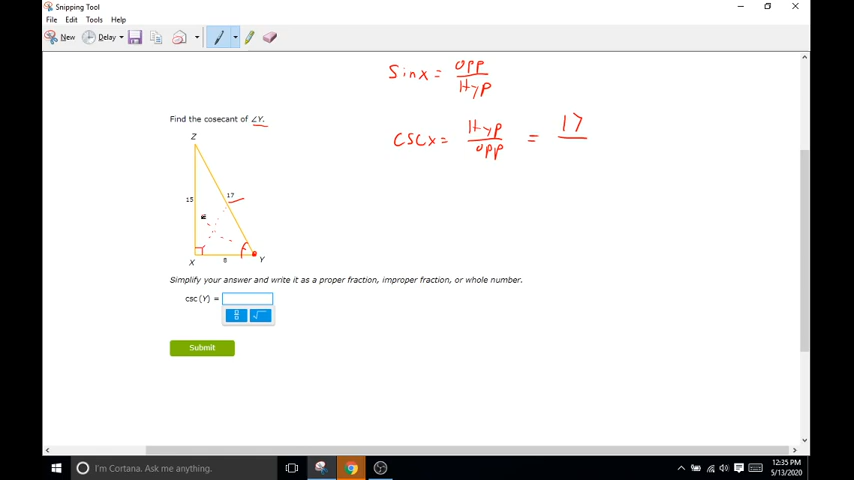 Snipping Tool
File Edit Tools Help
New Delay
Sinx = opp
Hyp
Find the cosecant of ∠Y.
cscx = Hyp = 17
opp
Z
15
17
X
8
Y
Simplify your answer and write it as a proper fraction, improper fraction, or whole number.
csc (Y) =
Submit
I'm Cortana. Ask me anything.
12:35 PM
5/13/2020